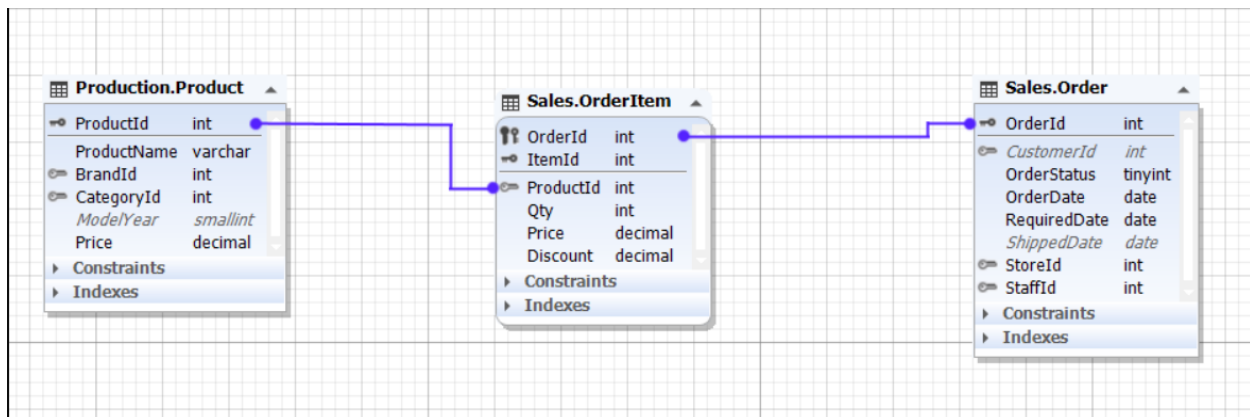 Production.Product
ProductId int
ProductName varchar
BrandId int
CategoryId int
ModelYear smallint
Price decimal
Constraints
Indexes
Sales.OrderItem
OrderId int
ItemId int
ProductId int
Qty int
Price decimal
Discount decimal
Constraints
Indexes
Sales.Order
OrderId int
CustomerId int
OrderStatus tinyint
OrderDate date
RequiredDate date
ShippedDate date
StoreId int
StaffId int
Constraints
Indexes